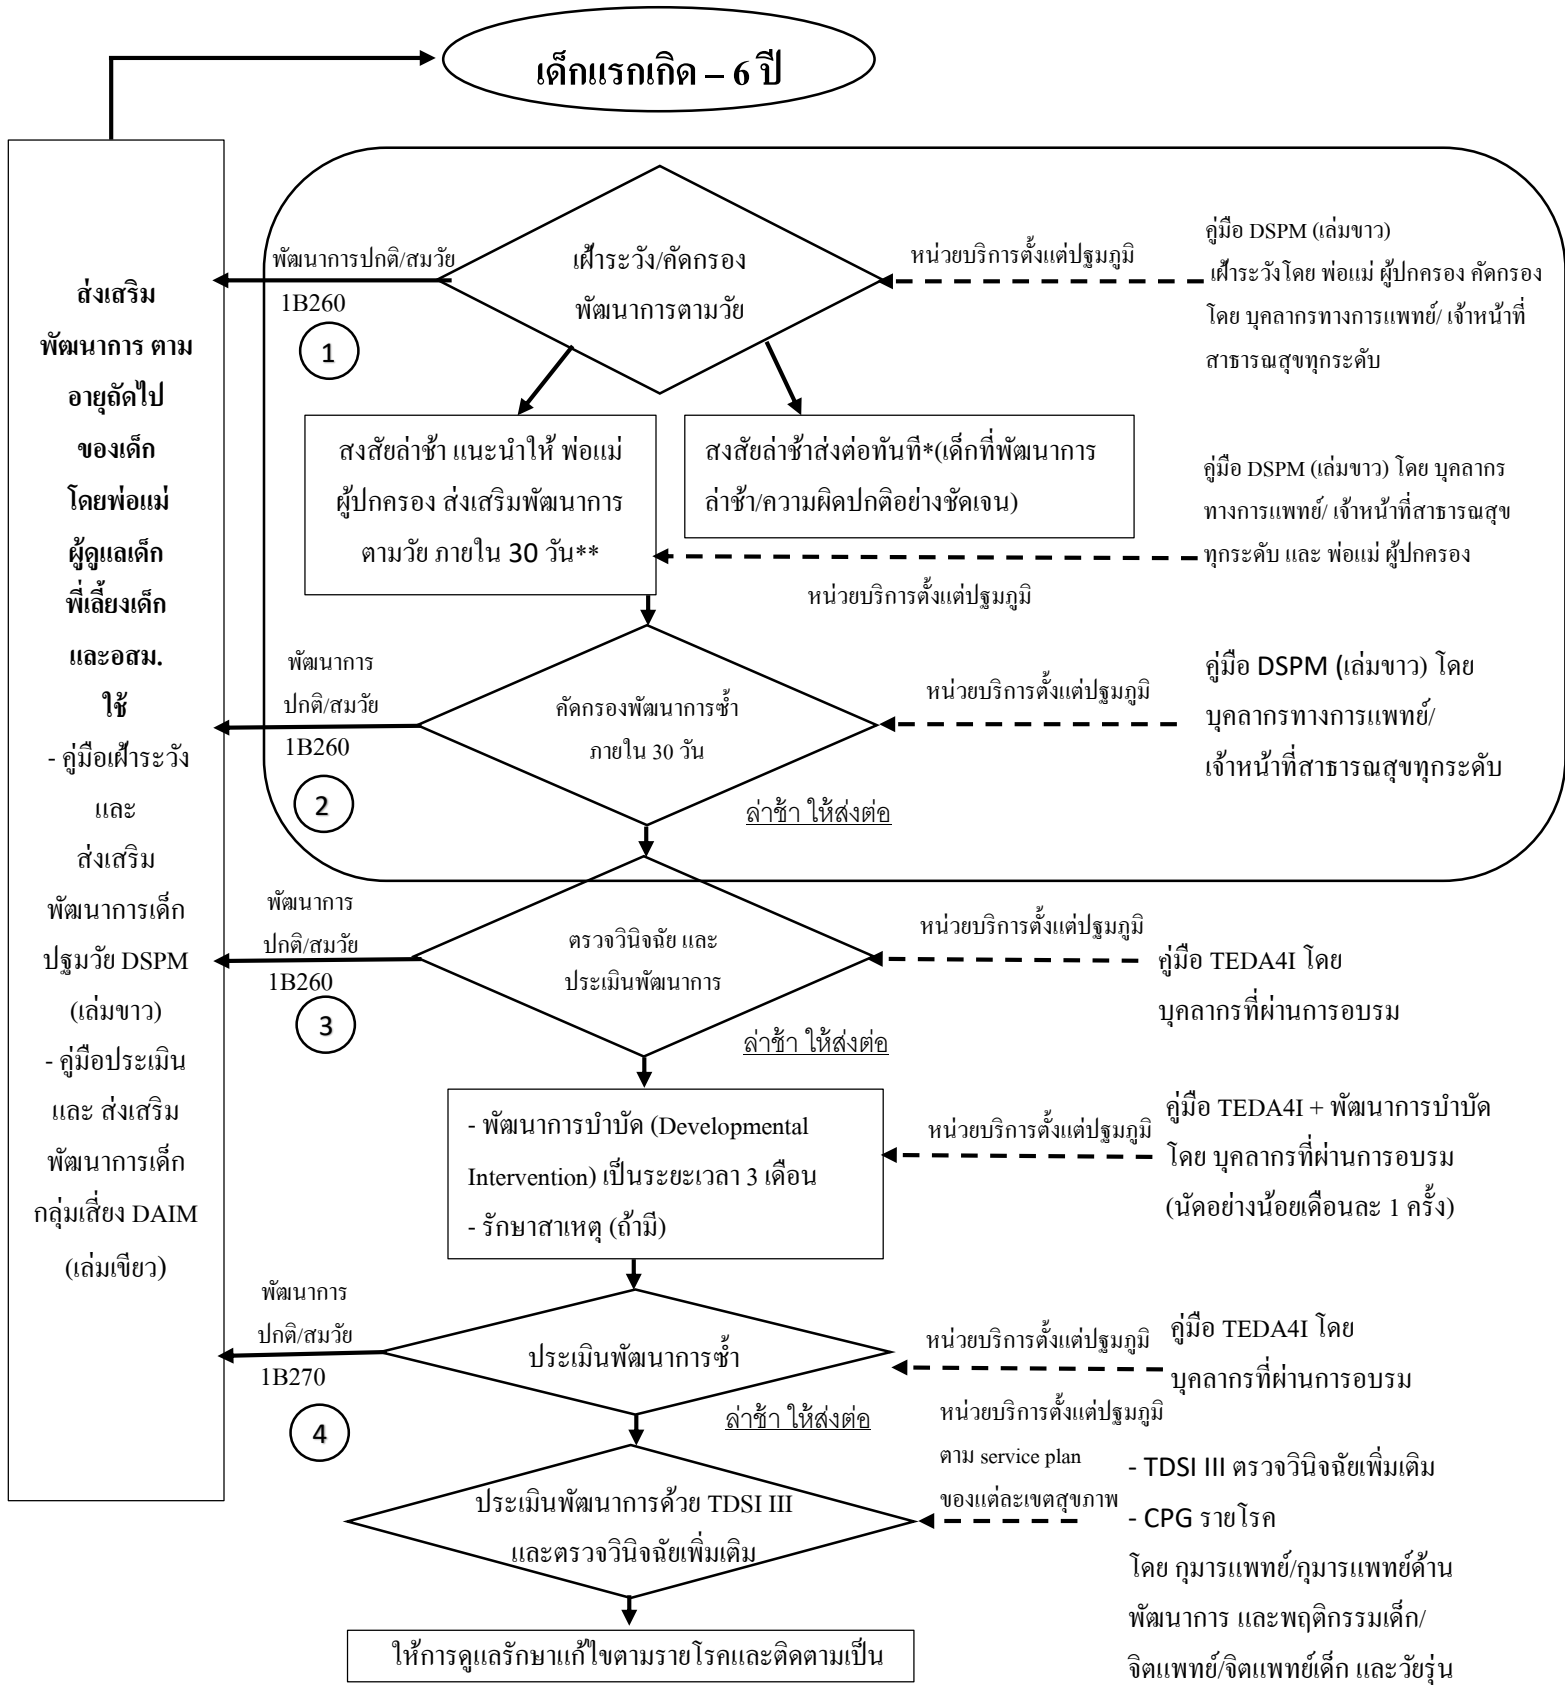 เด็กแรกเกิด – 6 ปี
ส่งเสริม
พัฒนาการ ตาม
อายุถัดไป
ของเด็ก
โดยพ่อแม่
ผู้ดูแลเด็ก
พี่เลี้ยงเด็ก
และอสม.
ใช้
- คู่มือเฝ้าระวัง
และ
ส่งเสริม
พัฒนาการเด็ก
ปฐมวัย DSPM
(เล่มขาว)
- คู่มือประเมิน
และ ส่งเสริม
พัฒนาการเด็ก
กลุ่มเสี่ยง DAIM
(เล่มเขียว)
พัฒนาการปกติ/สมวัย
1B260
1
เฝ้าระวัง/คัดกรอง
พัฒนาการตามวัย
หน่วยบริการตั้งแต่ปฐมภูมิ
คู่มือ DSPM (เล่มขาว)
เฝ้าระวังโดย พ่อแม่ ผู้ปกครอง คัดกรอง
โดย บุคลากรทางการแพทย์/ เจ้าหน้าที่
สาธารณสุขทุกระดับ
สงสัยล่าช้า แนะนำให้ พ่อแม่
ผู้ปกครอง ส่งเสริมพัฒนาการ
ตามวัย ภายใน 30 วัน**
สงสัยล่าช้าส่งต่อทันที*(เด็กที่พัฒนาการ
ล่าช้า/ความผิดปกติอย่างชัดเจน)
คู่มือ DSPM (เล่มขาว) โดย บุคลากร
ทางการแพทย์/ เจ้าหน้าที่สาธารณสุข
ทุกระดับ และ พ่อแม่ ผู้ปกครอง
หน่วยบริการตั้งแต่ปฐมภูมิ
พัฒนาการ
ปกติ/สมวัย
1B260
2
คัดกรองพัฒนาการซ้ำ
ภายใน 30 วัน
หน่วยบริการตั้งแต่ปฐมภูมิ
คู่มือ DSPM (เล่มขาว) โดย
บุคลากรทางการแพทย์/
เจ้าหน้าที่สาธารณสุขทุกระดับ
ล่าช้า ให้ส่งต่อ
พัฒนาการ
ปกติ/สมวัย
1B260
3
ตรวจวินิจฉัย และ
ประเมินพัฒนาการ
หน่วยบริการตั้งแต่ปฐมภูมิ
คู่มือ TEDA4I โดย
บุคลากรที่ผ่านการอบรม
ล่าช้า ให้ส่งต่อ
- พัฒนาการบำบัด (Developmental
Intervention) เป็นระยะเวลา 3 เดือน
- รักษาสาเหตุ (ถ้ามี)
หน่วยบริการตั้งแต่ปฐมภูมิ
คู่มือ TEDA4I + พัฒนาการบำบัด
โดย บุคลากรที่ผ่านการอบรม
(นัดอย่างน้อยเดือนละ 1 ครั้ง)
พัฒนาการ
ปกติ/สมวัย
1B270
4
ประเมินพัฒนาการซ้ำ
หน่วยบริการตั้งแต่ปฐมภูมิ
คู่มือ TEDA4I โดย
บุคลากรที่ผ่านการอบรม
ล่าช้า ให้ส่งต่อ
หน่วยบริการตั้งแต่ปฐมภูมิ
ตาม service plan
ของแต่ละเขตสุขภาพ
ประเมินพัฒนาการด้วย TDSI III
และตรวจวินิจฉัยเพิ่มเติม
- TDSI III ตรวจวินิจฉัยเพิ่มเติม
- CPG รายโรค
โดย กุมารแพทย์/กุมารแพทย์ด้าน
พัฒนาการ และพฤติกรรมเด็ก/
จิตแพทย์/จิตแพทย์เด็ก และวัยรุ่น
ให้การดูแลรักษาแก้ไขตามรายโรคและติดตามเป็น